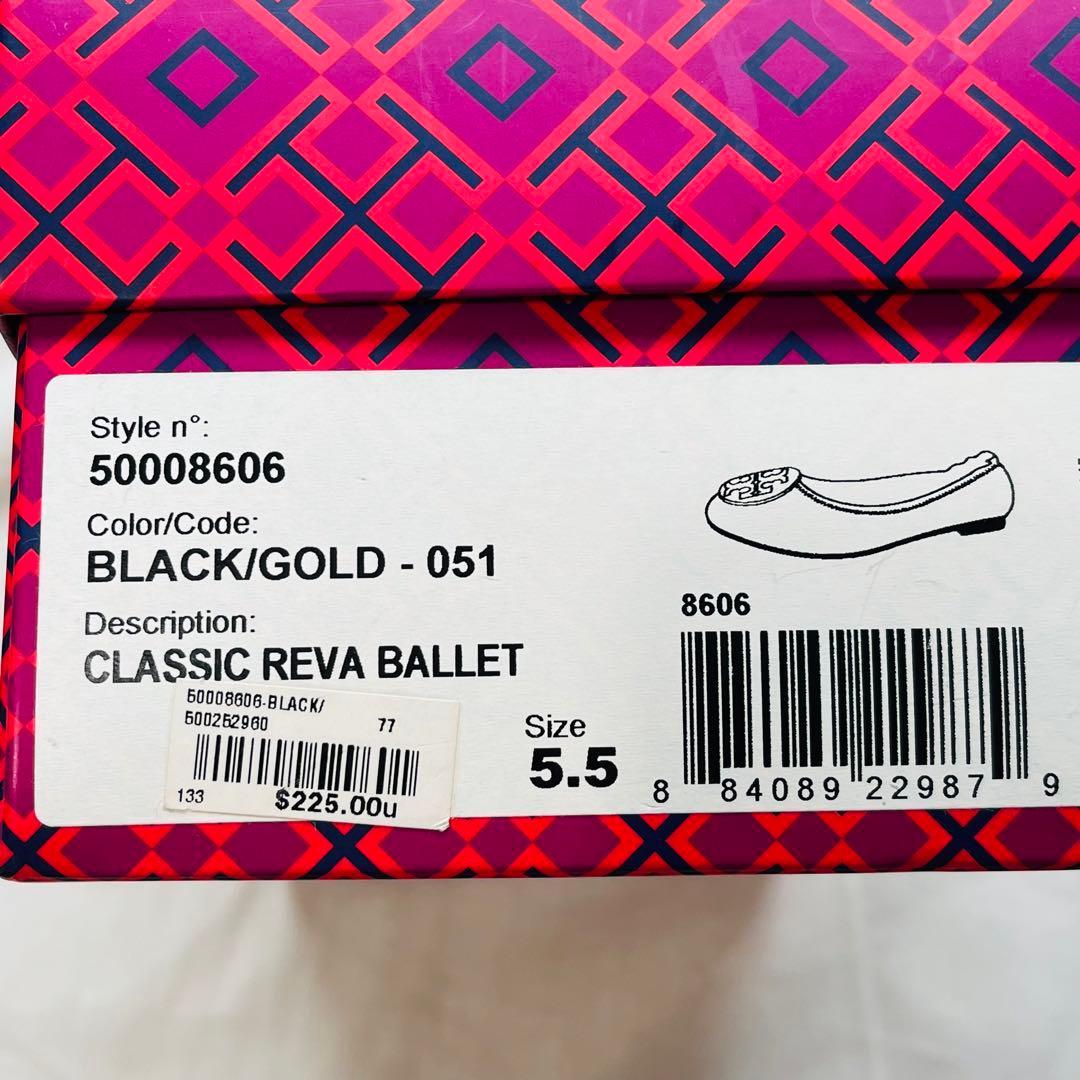 Style n°:
50008606
Color/Code:
BLACK/GOLD - 051
Description:
CLASSIC REVA BALLET
50008606-BLACK/
500252960 77
133 $225.00u
Size
5.5
8606
8 84089 22987 9